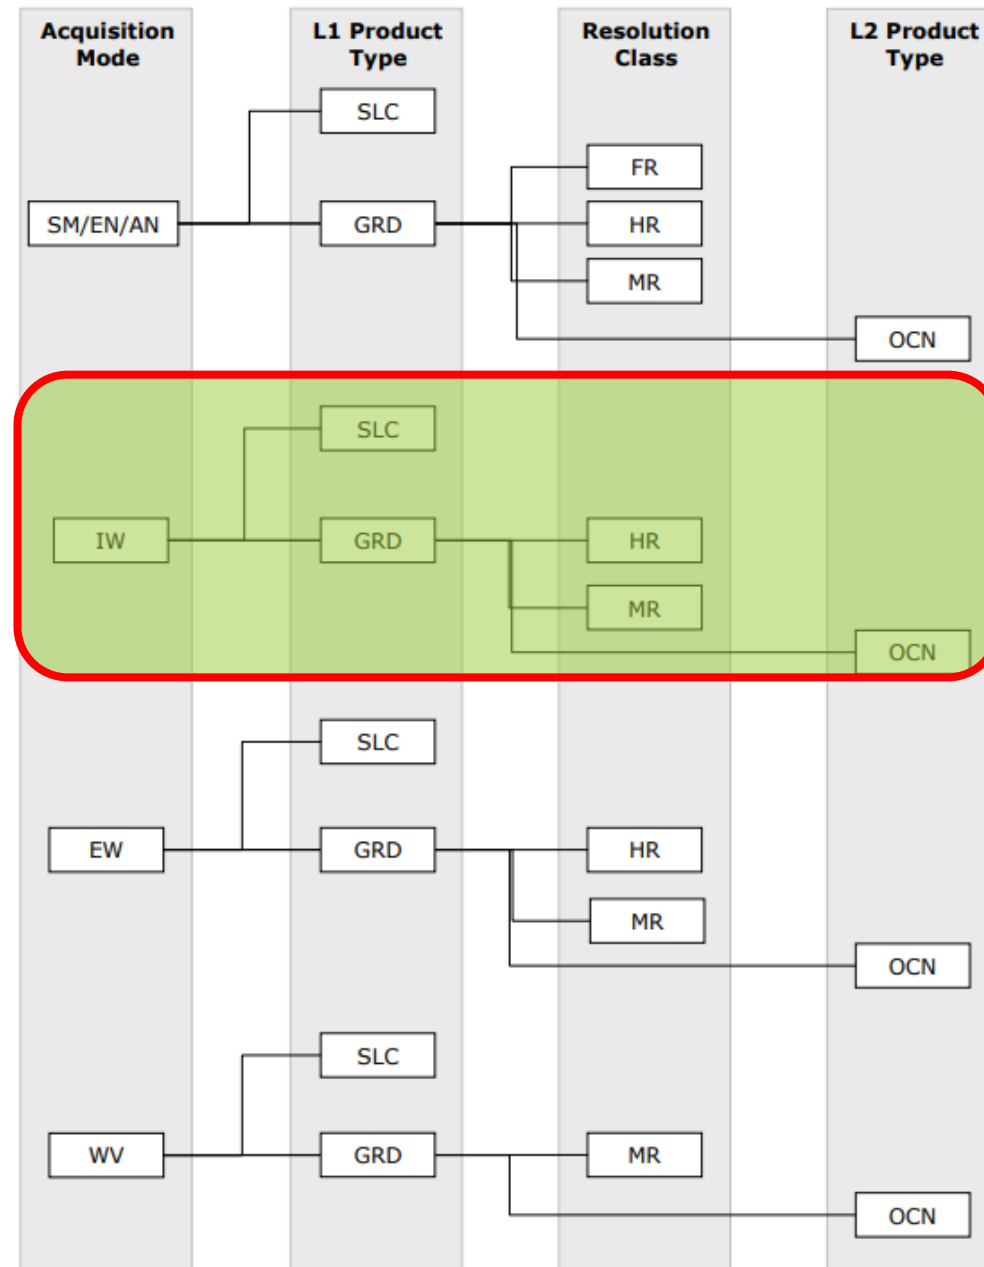 Acquisition
Mode
L1 Product
Type
Resolution
Class
L2 Product
Type
SLC
FR
SM/EN/AN
GRD
HR
MR
OCN
SLC
IW
GRD
HR
MR
OCN
SLC
EW
GRD
HR
MR
OCN
SLC
WV
GRD
MR
OCN